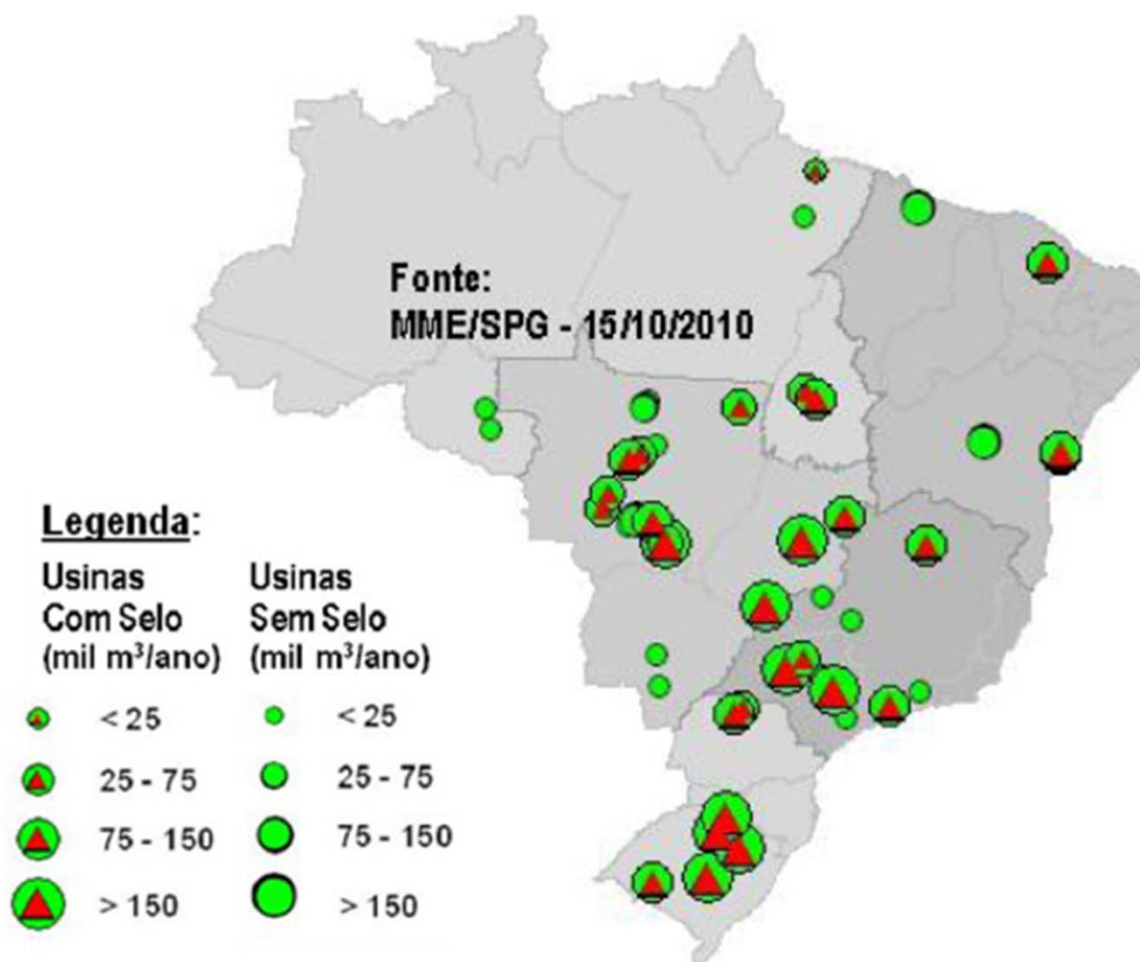 Fonte:
MME/SPG - 15/10/2010
Legenda:
Usinas
Com Selo
(mil m³/ano)
Usinas
Sem Selo
(mil m³/ano)
< 25
< 25
25 - 75
25 - 75
75 - 150
75 - 150
> 150
> 150